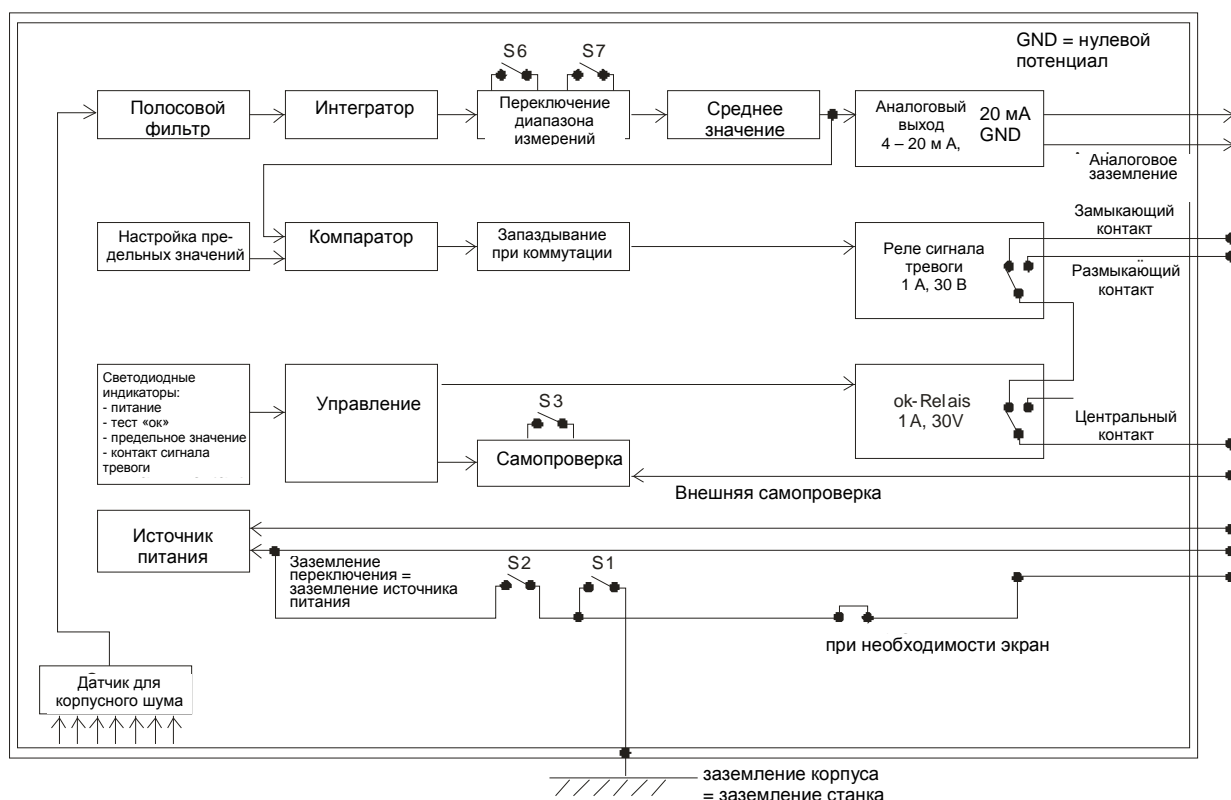 GND = нулевой
потенциал
S6
S7
Полосовой
фильтр
Интегратор
Переключение
диапазона
измерений
Среднее
значение
Аналоговый
выход
4 – 20 м А,
20 мА
GND
Аналоговое
заземление
Настройка пре-
дельных значений
Компаратор
Запаздывание
при коммутации
Реле сигнала
тревоги
1 А, 30 В
Замыкающий
контакт
Размыкающий
контакт
Светодиодные
индикаторы:
- питание
- тест «ок»
- предельное значение
- контакт сигнала
тревоги
Управление
S3
Самопроверка
ok-Relais
1A, 30V
Центральный
контакт
Внешняя самопроверка
Источник
питания
Заземление
переключения =
заземление источника
питания
S2
S1
при необходимости экран
Датчик для
корпусного шума
заземление корпуса
= заземление станка